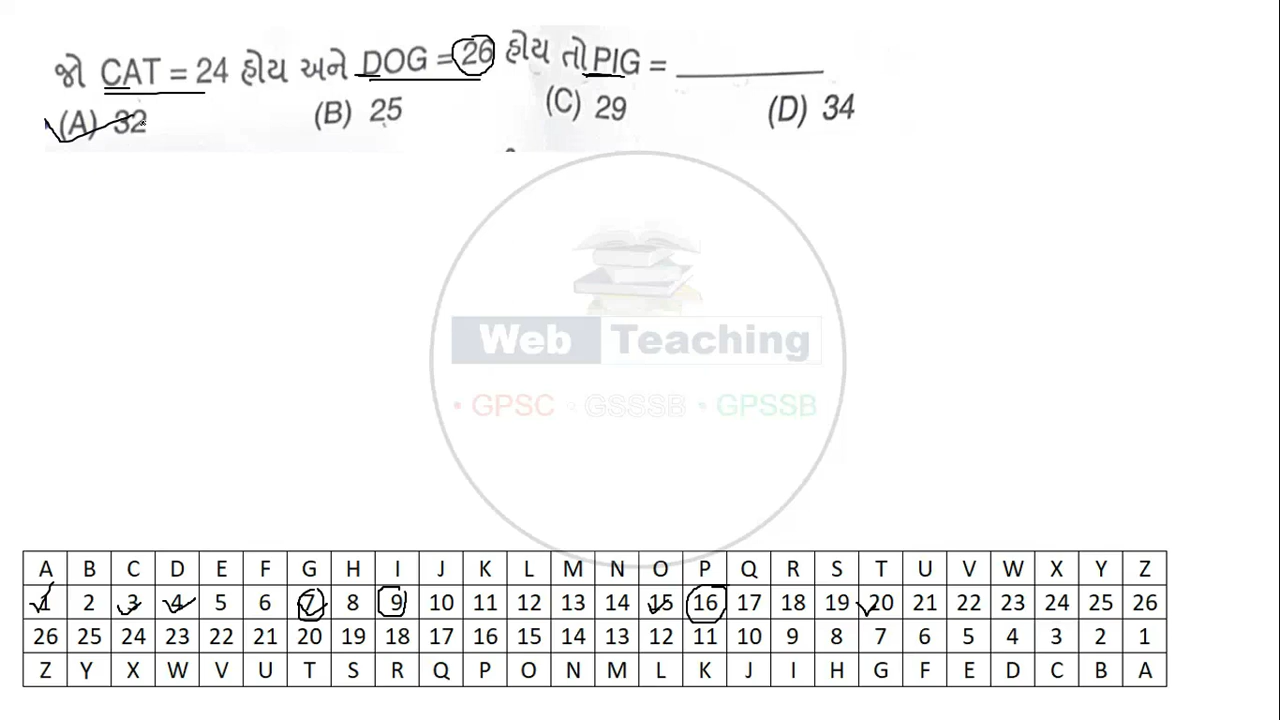 જો CAT = 24 હોય અને DOG = 26 હોય તો PIG = ________
(A) 32 (B) 25 (C) 29 (D) 34
Web Teaching
• GPSC • GSSSB • GPSSB
A B C D E F G H I J K L M N O P Q R S T U V W X Y Z
1 2 3 4 5 6 7 8 9 10 11 12 13 14 15 16 17 18 19 20 21 22 23 24 25 26
26 25 24 23 22 21 20 19 18 17 16 15 14 13 12 11 10 9 8 7 6 5 4 3 2 1
Z Y X W V U T S R Q P O N M L K J I H G F E D C B A